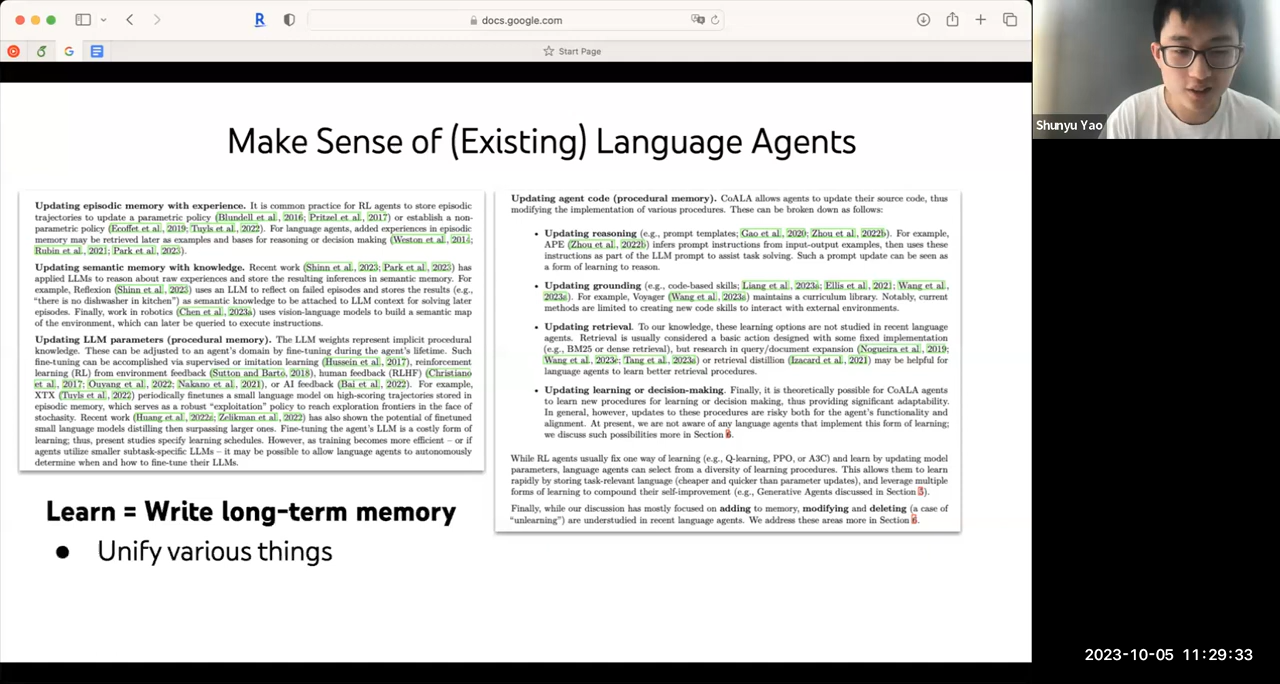 docs.google.com
Start Page
Shunyu Yao
Make Sense of (Existing) Language Agents
Updating episodic memory with experience. It is common practice for RL agents to store episodic
trajectories to update a parametric policy (Blundell et al., 2016; Pritzel et al., 2017) or establish a non-
parametric policy (Ecoffet et al., 2019; Tuyls et al., 2022). For language agents, added experiences in episodic
memory may be retrieved later as examples and bases for reasoning or decision making (Weston et al., 2014;
Rubin et al., 2021; Park et al., 2023).
Updating semantic memory with knowledge. Recent work (Shinn et al., 2023; Park et al., 2023) has
applied LLMs to reason about raw experiences and store the resulting inferences in semantic memory. For
example, Reflexion (Shinn et al., 2023) uses an LLM to reflect on failed episodes and stores the results (e.g.,
“there is no dishwasher in kitchen”) as semantic knowledge to be attached to LLM context for solving later
episodes. Finally, work in robotics (Chen et al., 2023a) uses vision-language models to build a semantic map
of the environment, which can later be queried to execute instructions.
Updating LLM parameters (procedural memory). The LLM weights represent implicit procedural
knowledge. These can be adjusted to an agent's domain by fine-tuning during the agent's lifetime. Such
fine-tuning can be accomplished via supervised or imitation learning (Hussein et al., 2017), reinforcement
learning (RL) from environment feedback (Sutton and Barto, 2018), human feedback (RLHF) (Christiano
et al., 2017; Ouyang et al., 2022; Nakano et al., 2021), or AI feedback (Bai et al., 2022). For example,
XTX (Tuyls et al., 2022) periodically finetunes a small language model on high-scoring trajectories stored in
episodic memory, which serves as a robust “exploitation” policy to reach exploration frontiers in the face of
stochasity. Recent work (Huang et al., 2022c; Zelikman et al., 2022) has also shown the potential of finetuned
small language models distilling then surpassing larger ones. Fine-tuning the agent's LLM is a costly form of
learning; thus, present studies specify learning schedules. However, as training becomes more efficient – or if
agents utilize smaller subtask-specific LLMs – it may be possible to allow language agents to autonomously
determine when and how to fine-tune their LLMs.
Learn = Write long-term memory
● Unify various things
Updating agent code (procedural memory). CoALA allows agents to update their source code, thus
modifying the implementation of various procedures. These can be broken down as follows:
• Updating reasoning (e.g., prompt templates; Gao et al., 2020; Zhou et al., 2022b). For example,
APE (Zhou et al., 2022b) infers prompt instructions from input-output examples, then uses these
instructions as part of the LLM prompt to assist task solving. Such a prompt update can be seen as
a form of learning to reason.
• Updating grounding (e.g., code-based skills; Liang et al., 2023a; Ellis et al., 2021; Wang et al.,
2023a). For example, Voyager (Wang et al., 2023a) maintains a curriculum library. Notably, current
methods are limited to creating new code skills to interact with external environments.
• Updating retrieval. To our knowledge, these learning options are not studied in recent language
agents. Retrieval is usually considered a basic action designed with some fixed implementation
(e.g., BM25 or dense retrieval), but research in query/document expansion (Nogueira et al., 2019;
Wang et al., 2023c; Tang et al., 2023a) or retrieval distillion (Izacard et al., 2021) may be helpful for
language agents to learn better retrieval procedures.
• Updating learning or decision-making. Finally, it is theoretically possible for CoALA agents
to learn new procedures for learning or decision making, thus providing significant adaptability.
In general, however, updates to these procedures are risky both for the agent's functionality and
alignment. At present, we are not aware of any language agents that implement this form of learning;
we discuss such possibilities more in Section 6.
While RL agents usually fix one way of learning (e.g., Q-learning, PPO, or A3C) and learn by updating model
parameters, language agents can select from a diversity of learning procedures. This allows them to learn
rapidly by storing task-relevant language (cheaper and quicker than parameter updates), and leverage multiple
forms of learning to compound their self-improvement (e.g., Generative Agents discussed in Section 5).
Finally, while our discussion has mostly focused on adding to memory, modifying and deleting (a case of
“unlearning”) are understudied in recent language agents. We address these areas more in Section 6.
2023-10-05 11:29:33